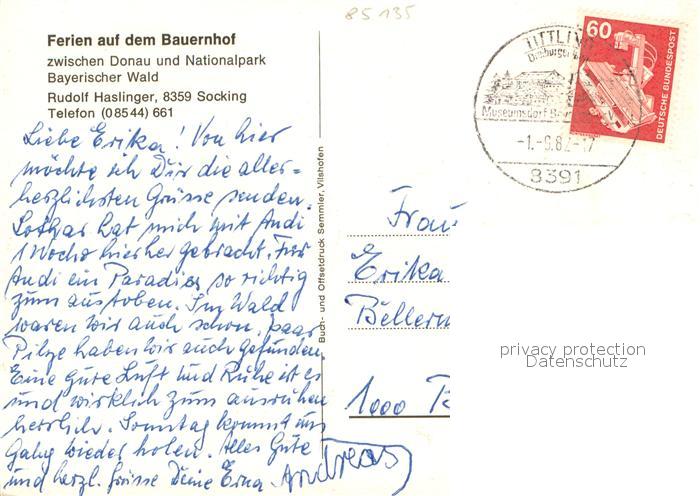 85135
Ferien auf dem Bauernhof
zwischen Donau und Nationalpark
Bayerischer Wald
Rudolf Haslinger, 8359 Socking
Telefon (08544) 661
Liebe Erika! Von hier
möchte ich Dir die aller=
herzlichsten Grüsse senden.
Lothar hat mich mit Andi
1 Woche hierher gebracht. Für
Andi ein Paradies so richtig
zum austoben. Im Wald
waren wir auch schon, paar
Pilze haben wir auch gefunden.
Eine gute Luft und Ruhe ist es
und wirklich zum ausruhen
herrlich. Sonntag kommt uns
wieder holen. Alles Gute
und herzl. Grüsse Deine Erna. Andreas
Buch- und Offsetdruck Semmler, Vilshofen
TITTLING
Museumsdorf
-1.-6.82-17
8391
60
DEUTSCHE BUNDESPOST
Frau
Erika
1000
privacy protection
Datenschutz